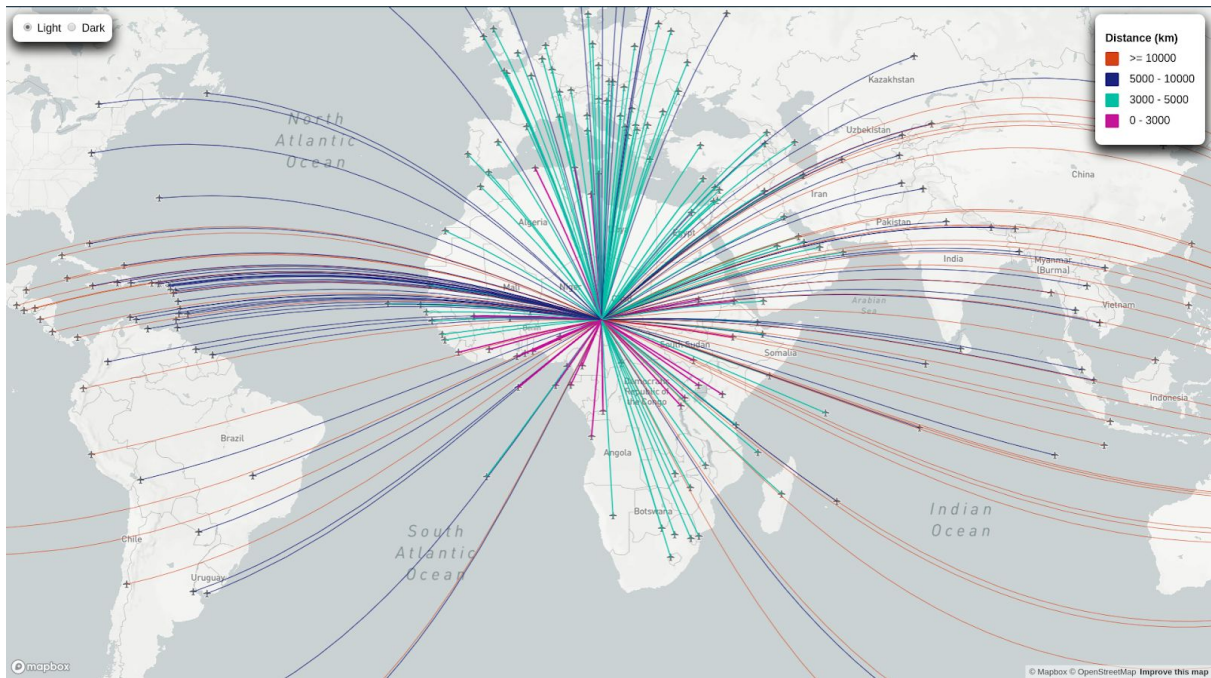 Light Dark
Distance (km)
>= 10000
5000 - 10000
3000 - 5000
0 - 3000
Kazakhstan
North
Atlantic
Ocean
Uzbekistan
China
Iran
Algeria
Egypt
Pakistan
India
Myanmar
(Burma)
Mali
Niger
Arabian
Sea
Vietnam
South Sudan
Somalia
Democratic
Republic of
the Congo
Indonesia
Brazil
Angola
Botswana
Indian
Ocean
South
Atlantic
Ocean
Chile
Uruguay
mapbox
© Mapbox © OpenStreetMap Improve this map